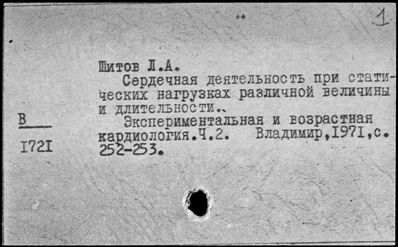 1
Шитов Л.А.
Сердечная деятельность при стати-
ческих нагрузках различной величины
и длительности..
В
Экспериментальная и возрастная
кардиология.Ч.2. Владимир,1971,с.
1721
252-253.